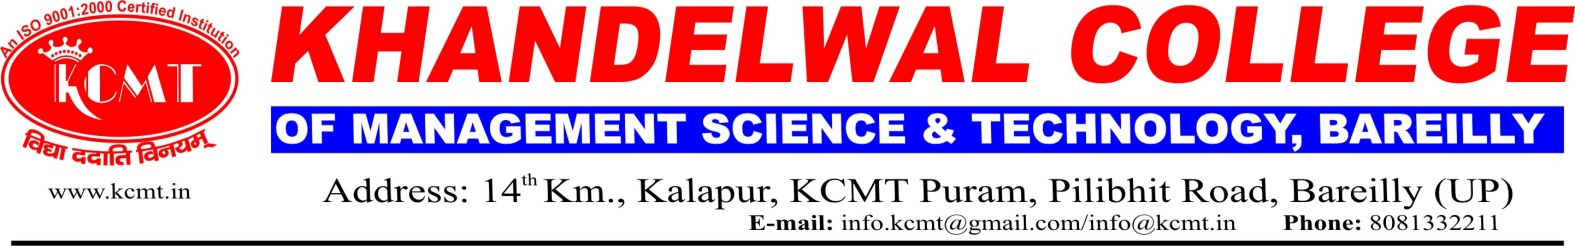 An ISO 9001:2000 Certified Institution
KCMT
विद्या ददाति विनयम्
www.kcmt.in
KHANDELWAL COLLEGE
OF MANAGEMENT SCIENCE & TECHNOLOGY, BAREILLY
Address: 14th Km., Kalapur, KCMT Puram, Pilibhit Road, Bareilly (UP)
E-mail: info.kcmt@gmail.com/info@kcmt.in Phone: 8081332211